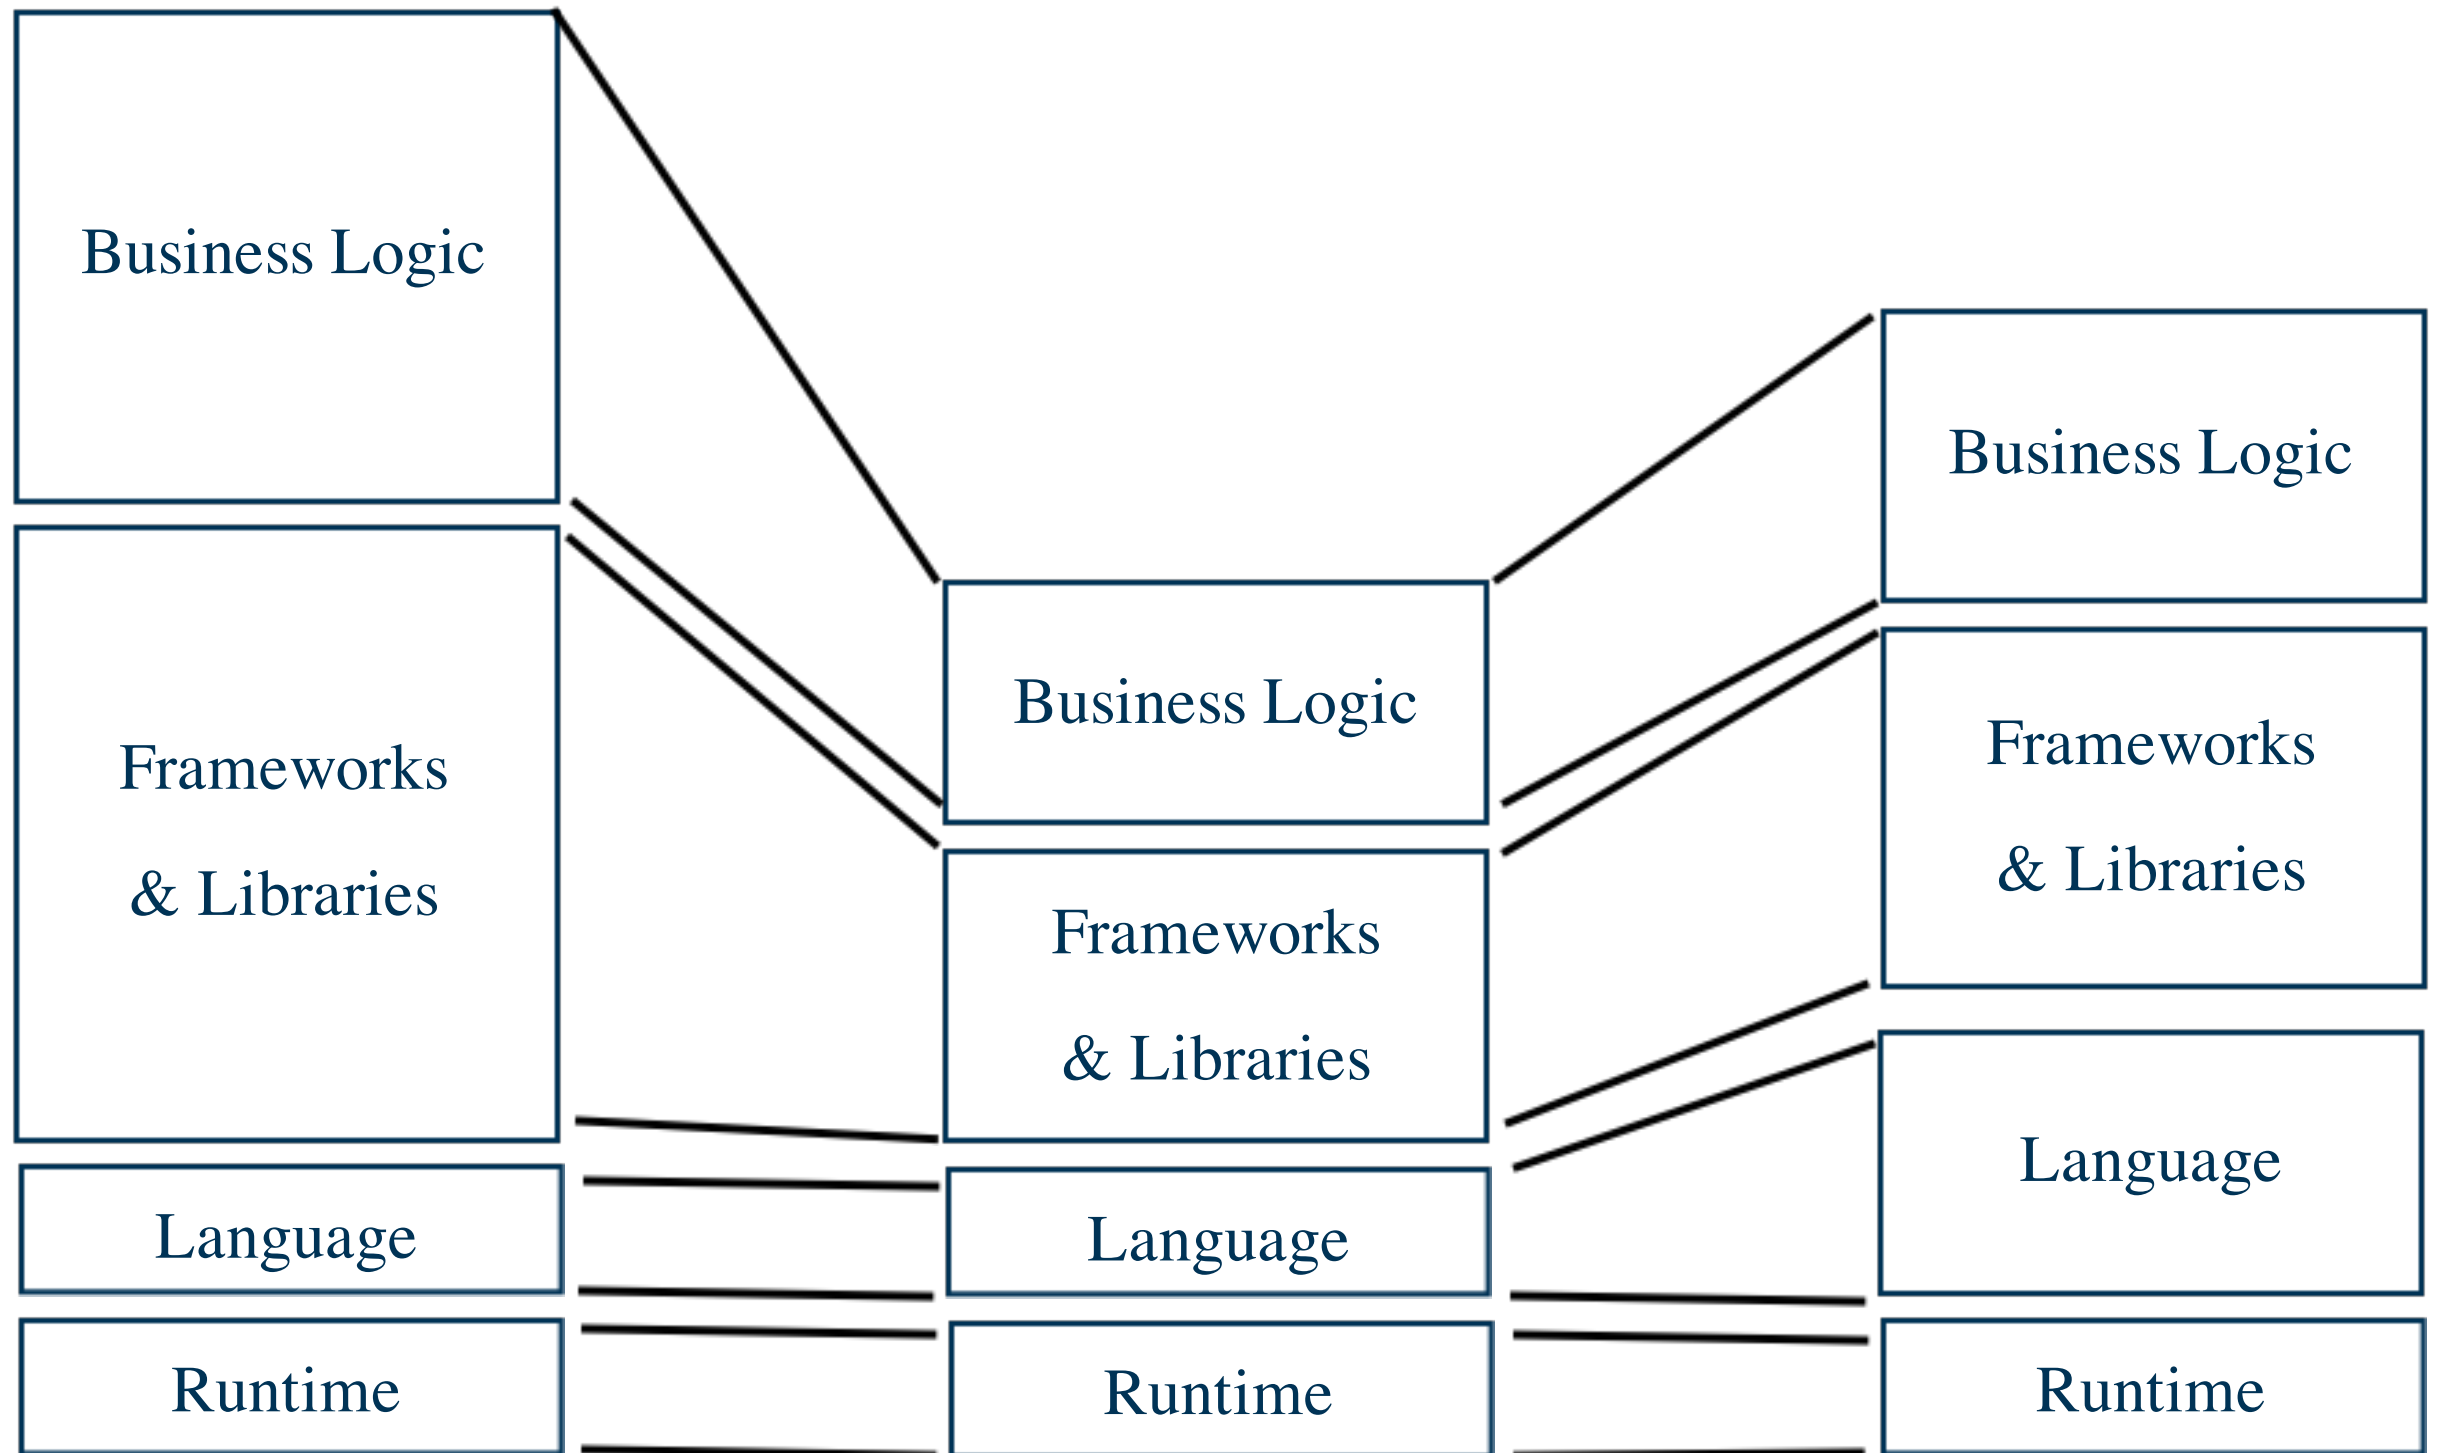 Business Logic
Frameworks
& Libraries
Language
Runtime
Business Logic
Frameworks
& Libraries
Language
Runtime
Business Logic
Frameworks
& Libraries
Language
Runtime